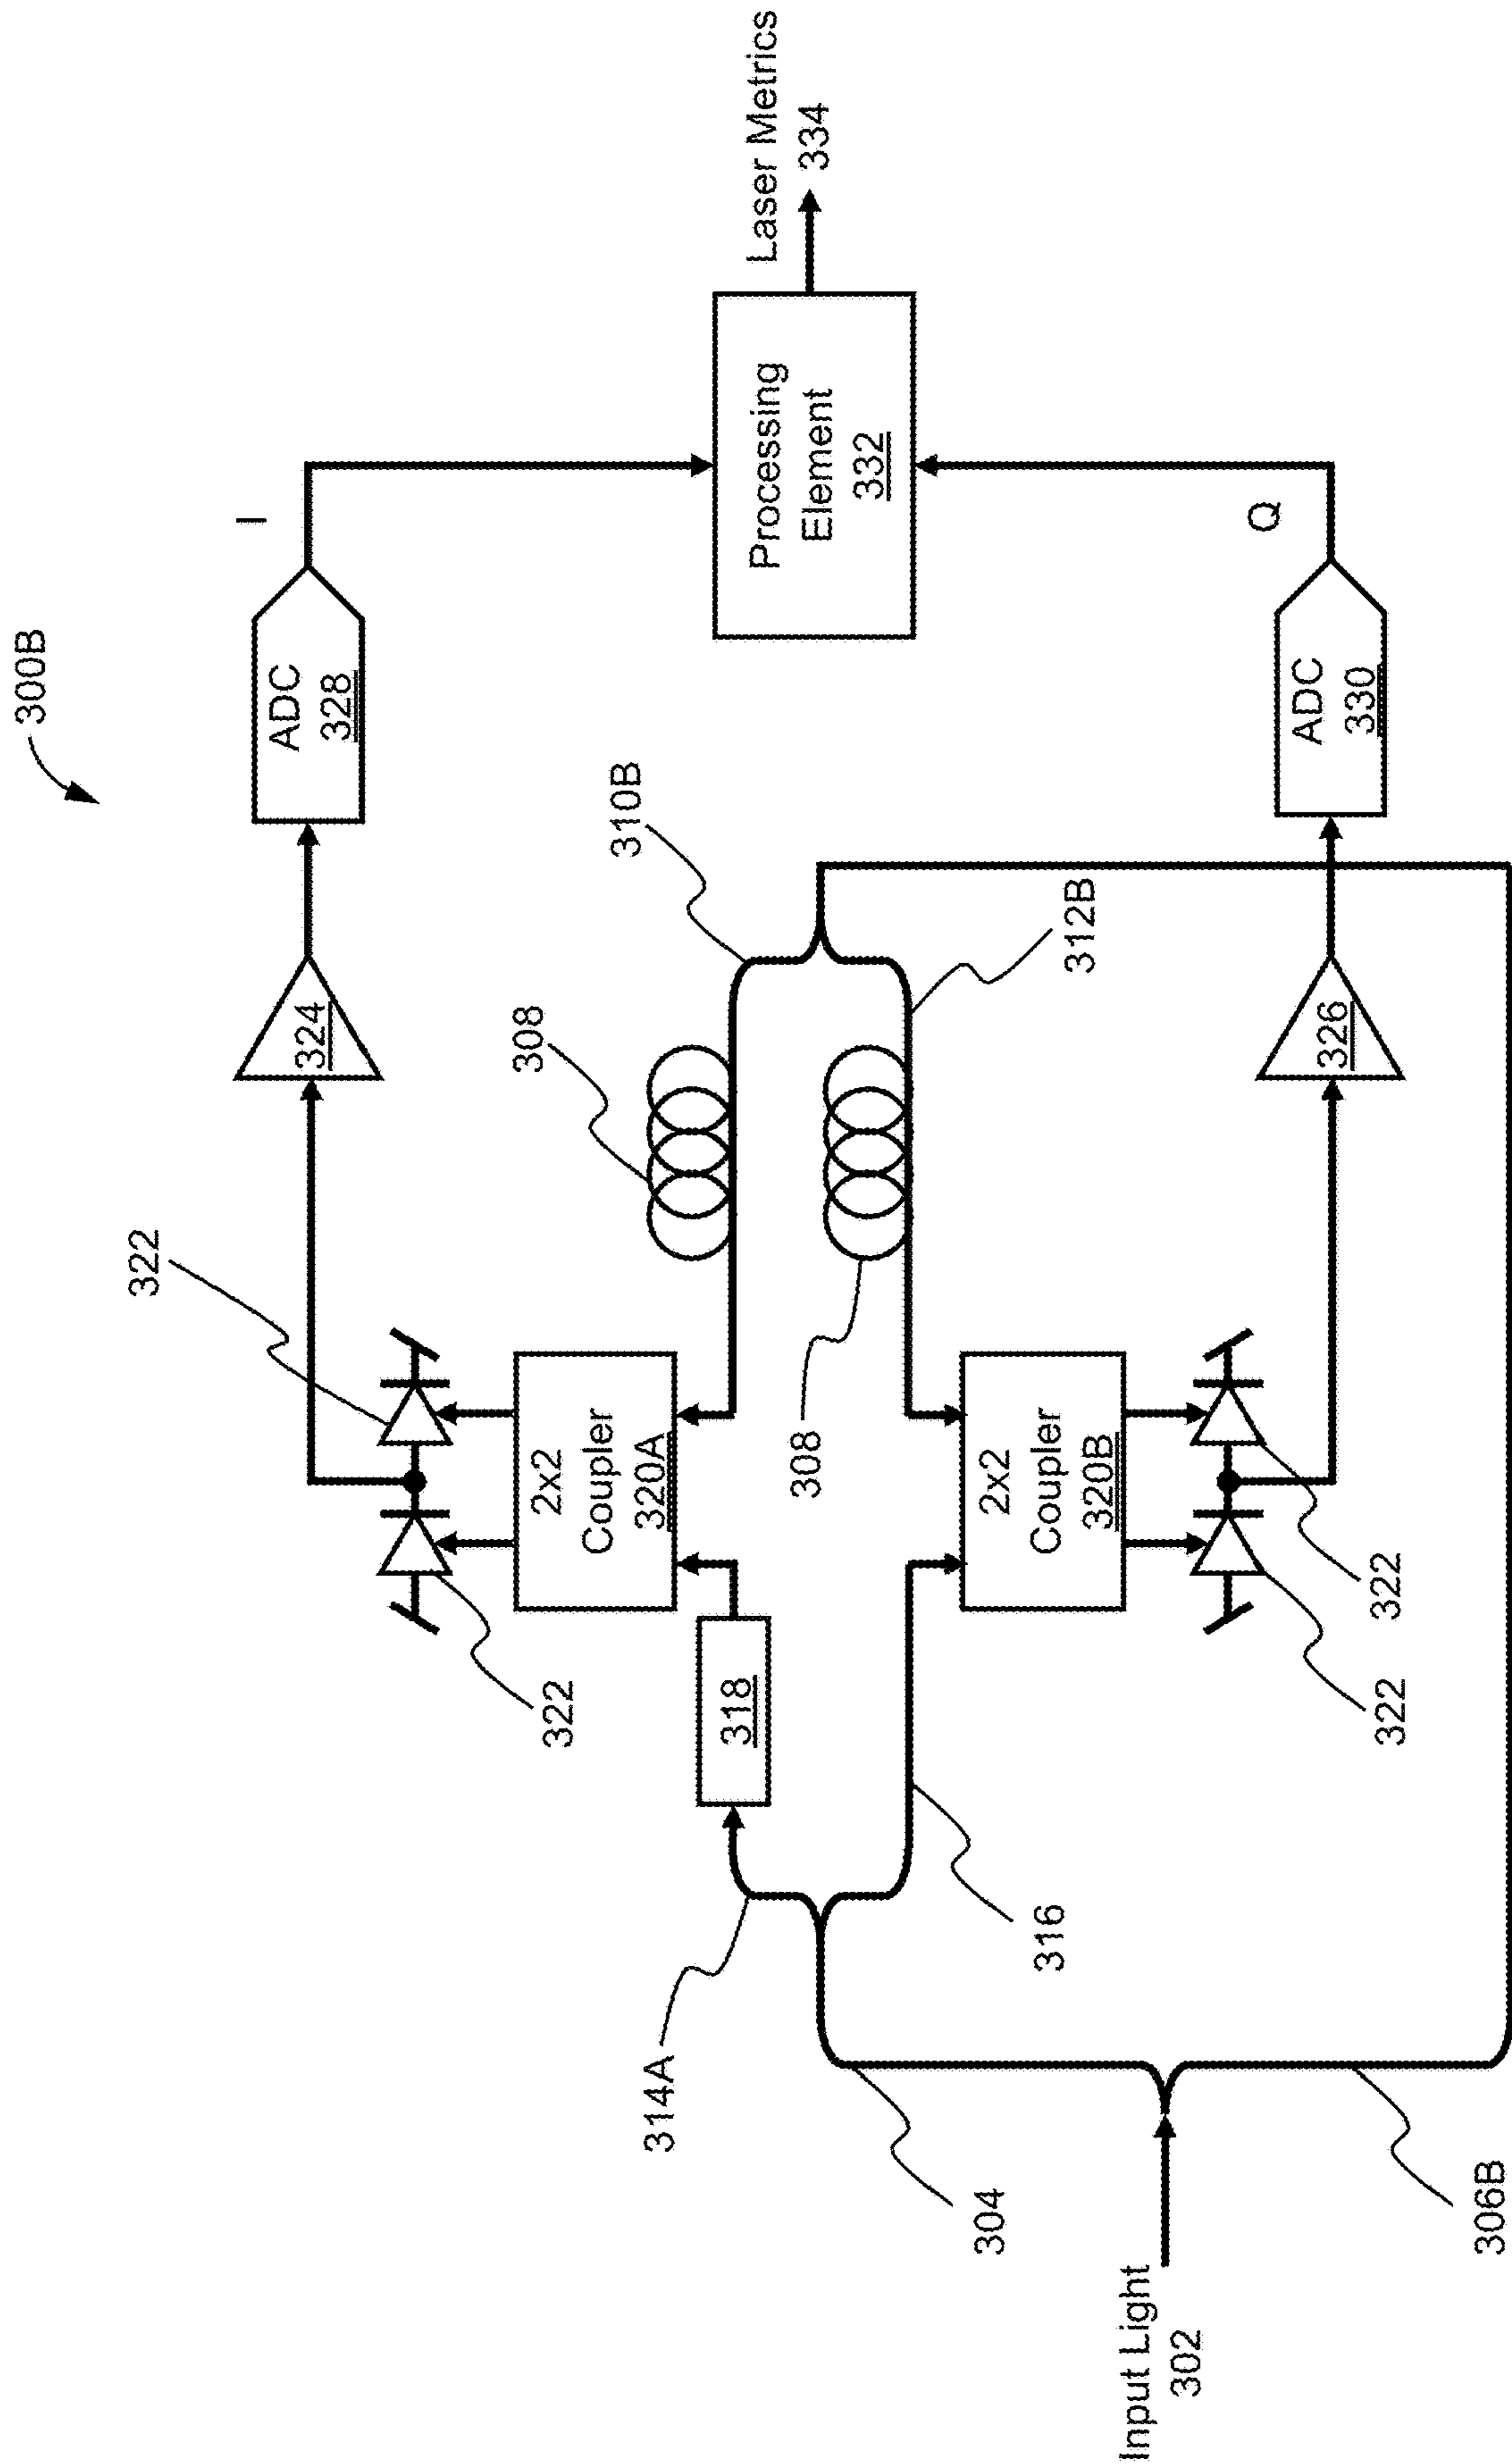 300B
I
ADC
328
324
322
322
2x2
Coupler
320A
318
314A
308
310B
Processing
Element
332
Laser Metrics
334
308
312B
2x2
Coupler
320B
316
304
Input Light
302
306B
322
322
326
ADC
330
Q